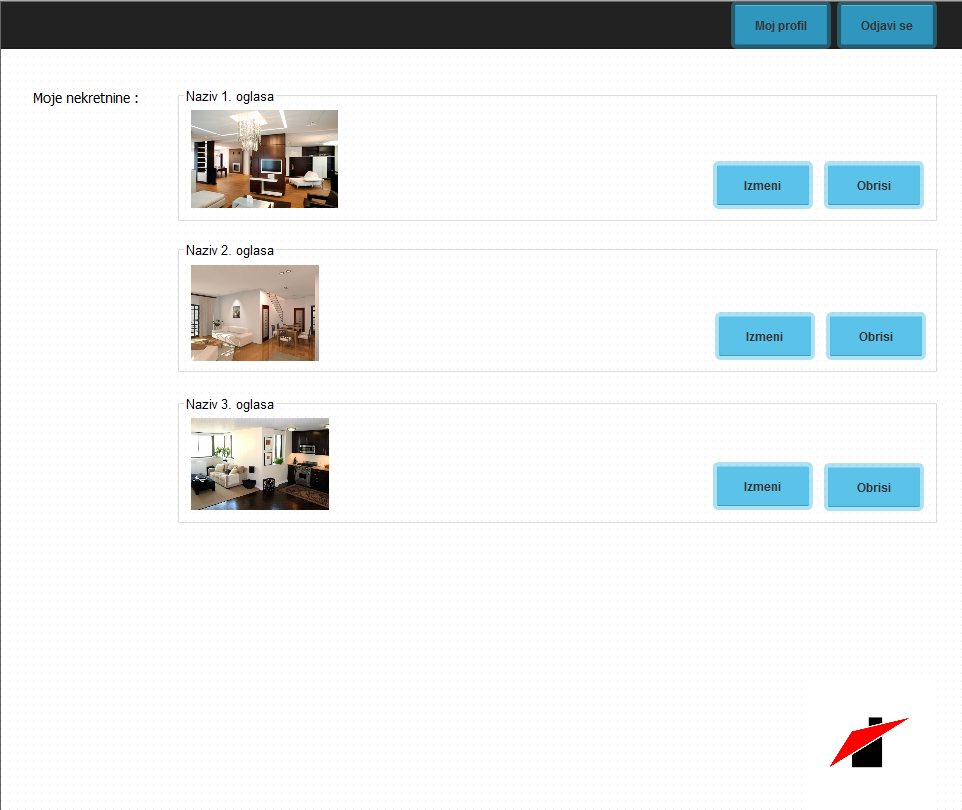 Moj profil
Odjavi se
Moje nekretnine :
Naziv 1. oglasa
Izmeni
Obrisi
Naziv 2. oglasa
Izmeni
Obrisi
Naziv 3. oglasa
Izmeni
Obrisi